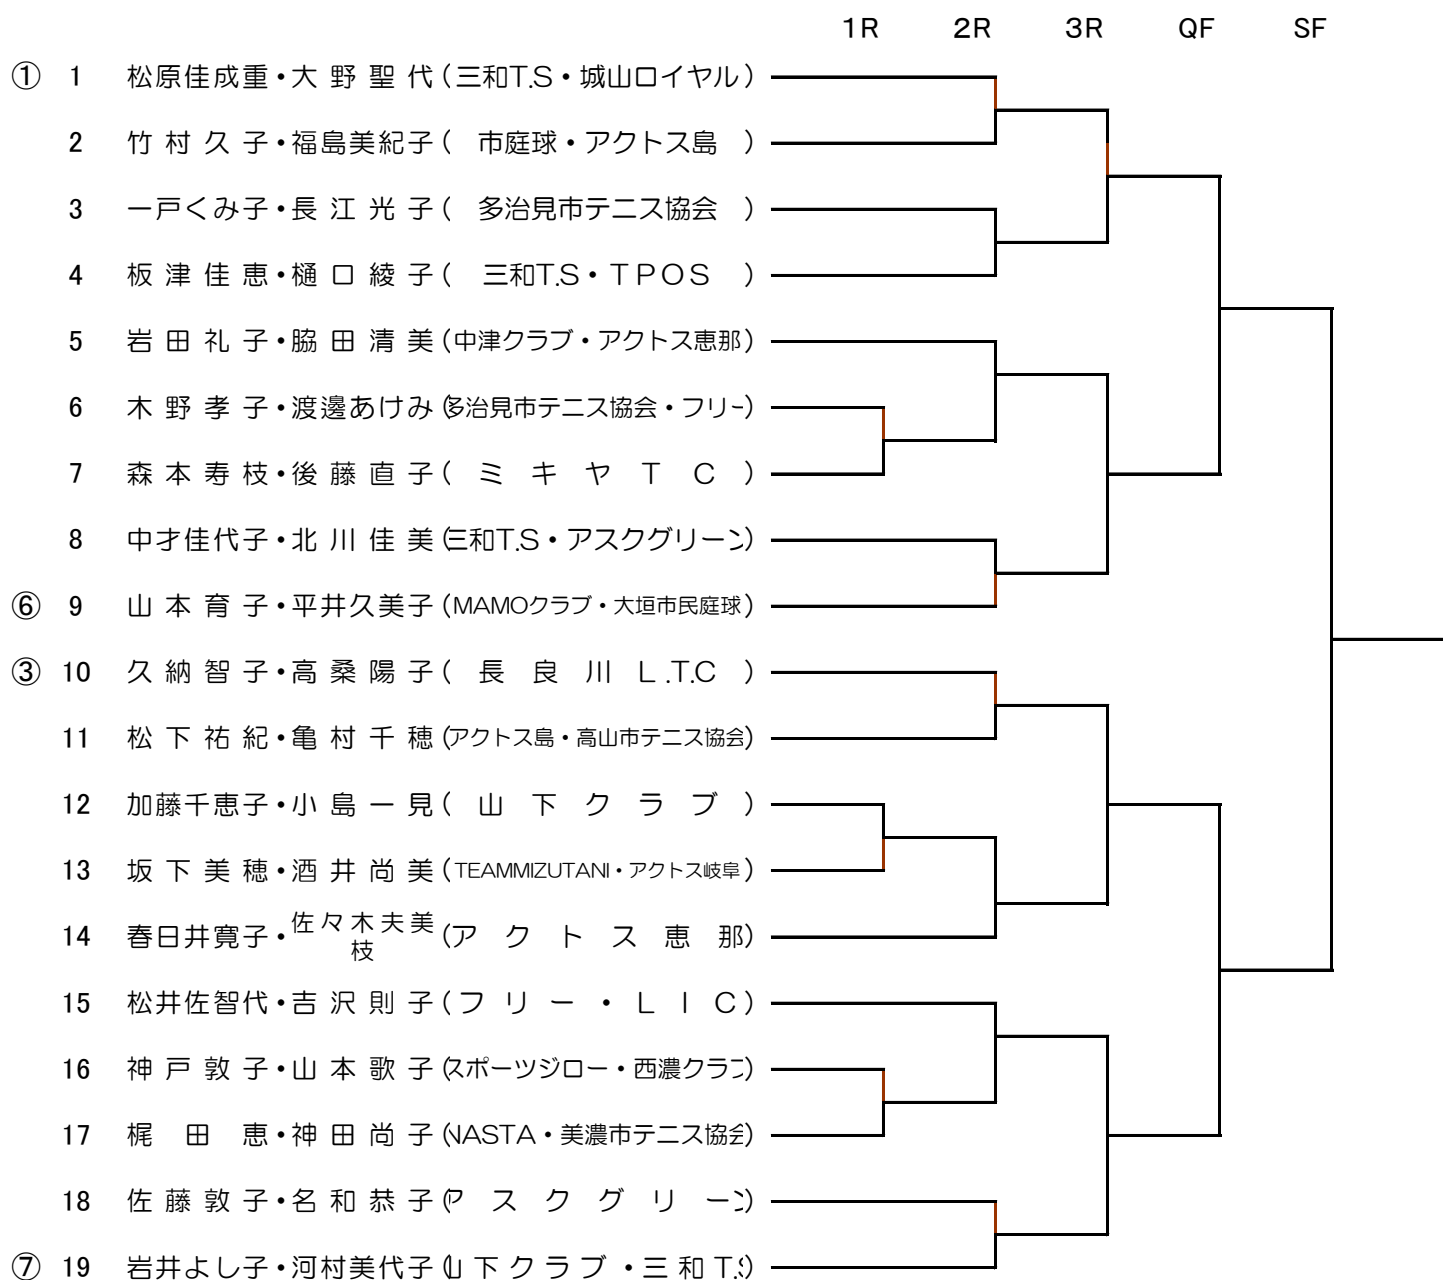 1R 2R 3R QF SF
① 1 松原佳成重・大野聖代(三和T.S・城山ロイヤル)
2 竹村久子・福島美紀子( 市庭球・アクトス島 )
3 一戸くみ子・長江光子( 多治見市テニス協会 )
4 板津佳恵・樋口綾子( 三和T.S・TPOS )
5 岩田礼子・脇田清美(中津クラブ・アクトス恵那)
6 木野孝子・渡邊あけみ(多治見市テニス協会・フリー)
7 森本寿枝・後藤直子(ミキヤTC)
8 中才佳代子・北川佳美(三和T.S・アスクグリーン)
⑥ 9 山本育子・平井久美子(MAMOクラブ・大垣市民庭球)
③ 10 久納智子・高桑陽子(長良川L.T.C)
11 松下祐紀・亀村千穂(アクトス島・高山市テニス協会)
12 加藤千恵子・小島一見(山下クラブ)
13 坂下美穂・酒井尚美(TEAMMIZUTANI・アクトス岐阜)
14 春日井寛子・佐々木夫美枝(アクトス恵那)
15 松井佐智代・吉沢則子(フリー・LIC)
16 神戸敦子・山本歌子(スポーツジロー・西濃クラブ)
17 梶田恵・神田尚子(NASTA・美濃市テニス協会)
18 佐藤敦子・名和恭子(アスクグリーン)
⑦ 19 岩井よし子・河村美代子(山下クラブ・三和T.S)